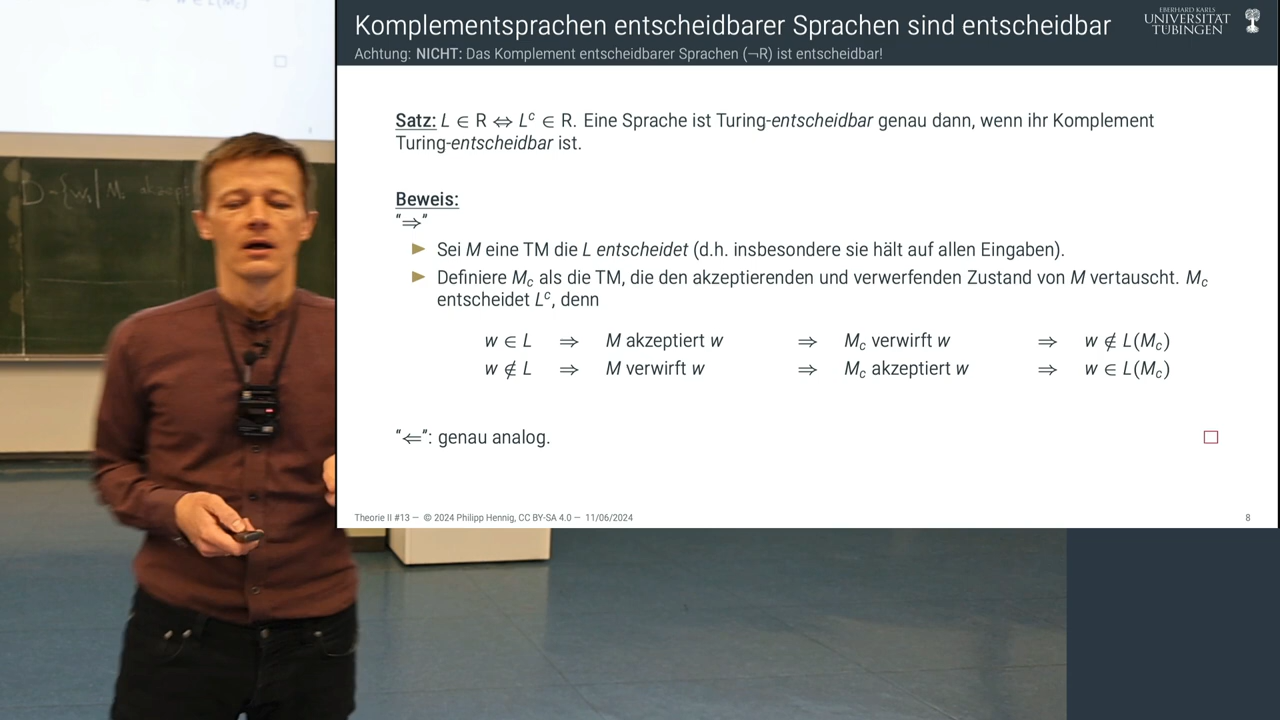 Komplementsprachen entscheidbarer Sprachen sind entscheidbar
Achtung: NICHT: Das Komplement entscheidbarer Sprachen (¬R) ist entscheidbar!
EBERHARD KARLS
UNIVERSITÄT
TÜBINGEN
Satz: L ∈ R ⇔ Lᶜ ∈ R. Eine Sprache ist Turing-entscheidbar genau dann, wenn ihr Komplement
Turing-entscheidbar ist.
Beweis:
“⇒”
Sei M eine TM die L entscheidet (d.h. insbesondere sie hält auf allen Eingaben).
Definiere M_c als die TM, die den akzeptierenden und verwerfenden Zustand von M vertauscht. M_c
entscheidet Lᶜ, denn
w ∈ L ⇒ M akzeptiert w ⇒ M_c verwirft w ⇒ w ∉ L(M_c)
w ∉ L ⇒ M verwirft w ⇒ M_c akzeptiert w ⇒ w ∈ L(M_c)
“⇐”: genau analog.
Theorie II #13 — © 2024 Philipp Hennig, CC BY-SA 4.0 — 11/06/2024
8